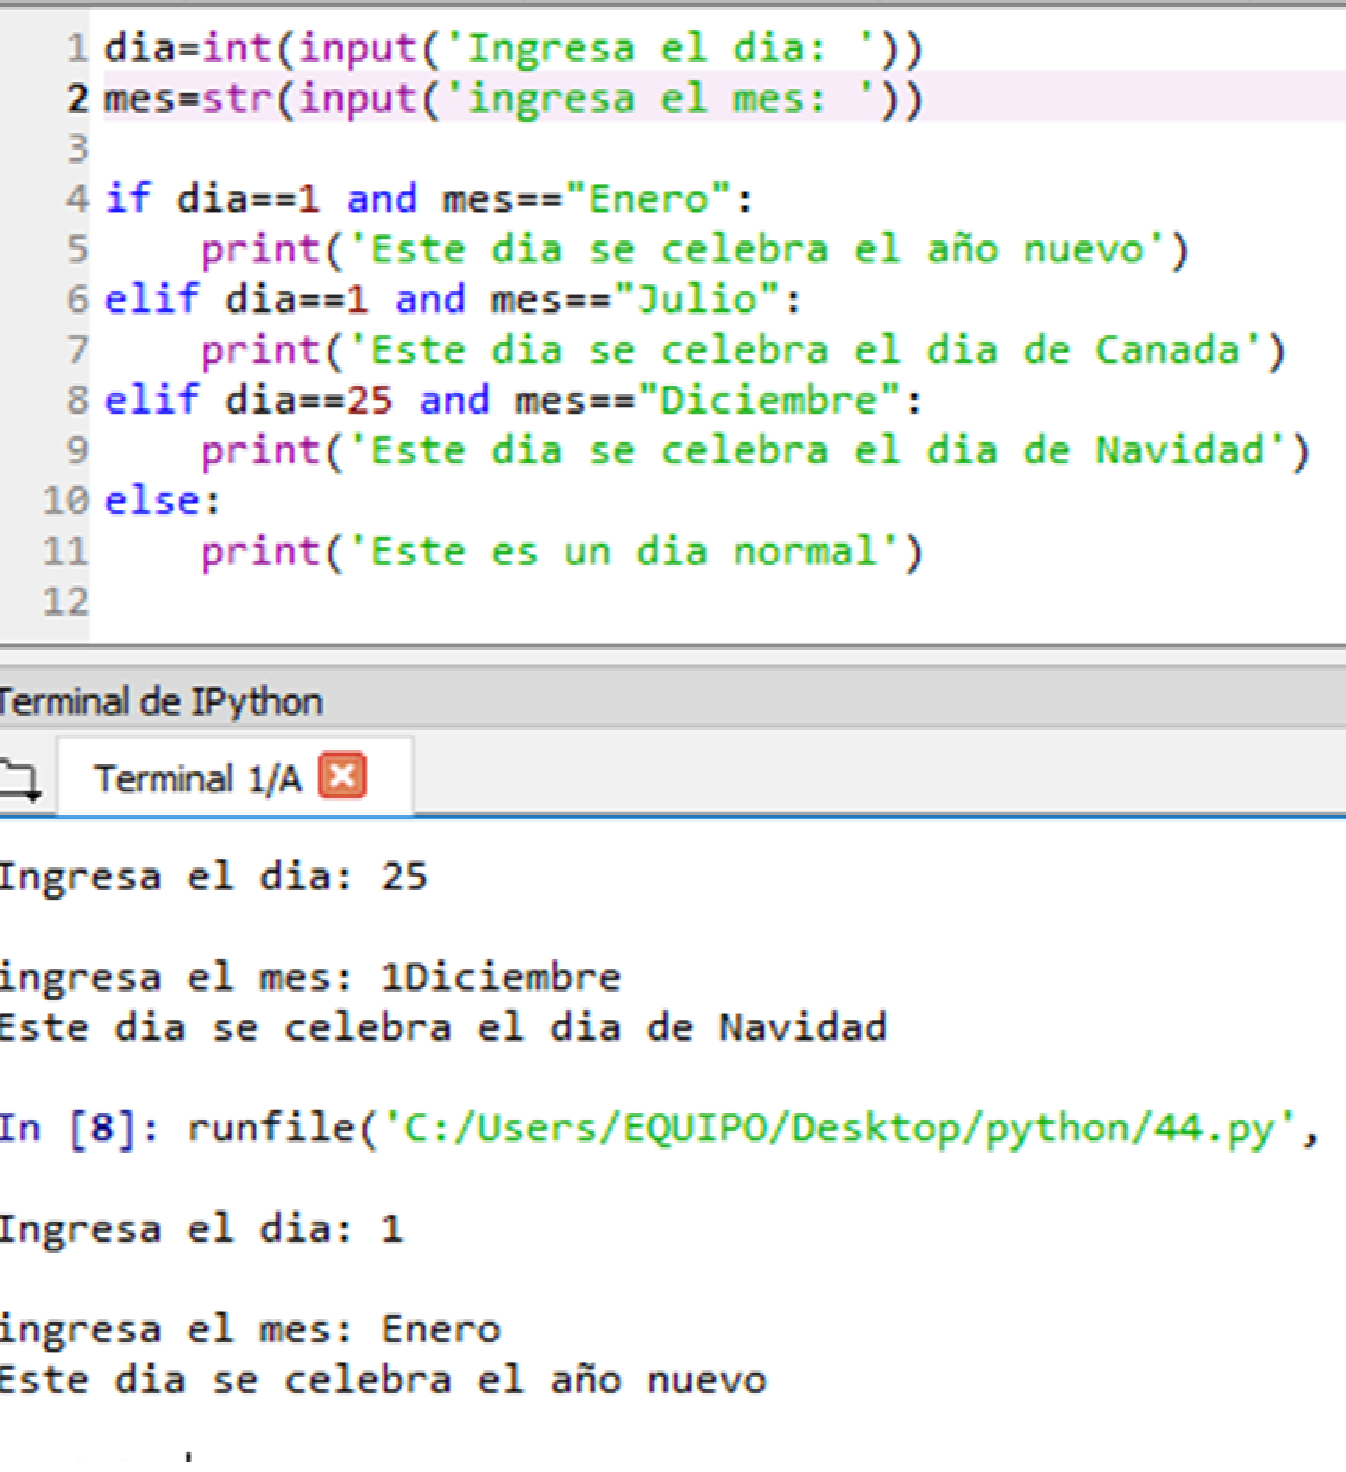 1 dia=int(input('Ingresa el dia: '))
2 mes=str(input('ingresa el mes: '))
3
4 if dia==1 and mes=="Enero":
5     print('Este dia se celebra el año nuevo')
6 elif dia==1 and mes=="Julio":
7     print('Este dia se celebra el dia de Canada')
8 elif dia==25 and mes=="Diciembre":
9     print('Este dia se celebra el dia de Navidad')
10 else:
11     print('Este es un dia normal')
12
Terminal de IPython
Terminal 1/A
Ingresa el dia: 25
ingresa el mes: 1Diciembre
Este dia se celebra el dia de Navidad
In [8]: runfile('C:/Users/EQUIPO/Desktop/python/44.py',
Ingresa el dia: 1
ingresa el mes: Enero
Este dia se celebra el año nuevo